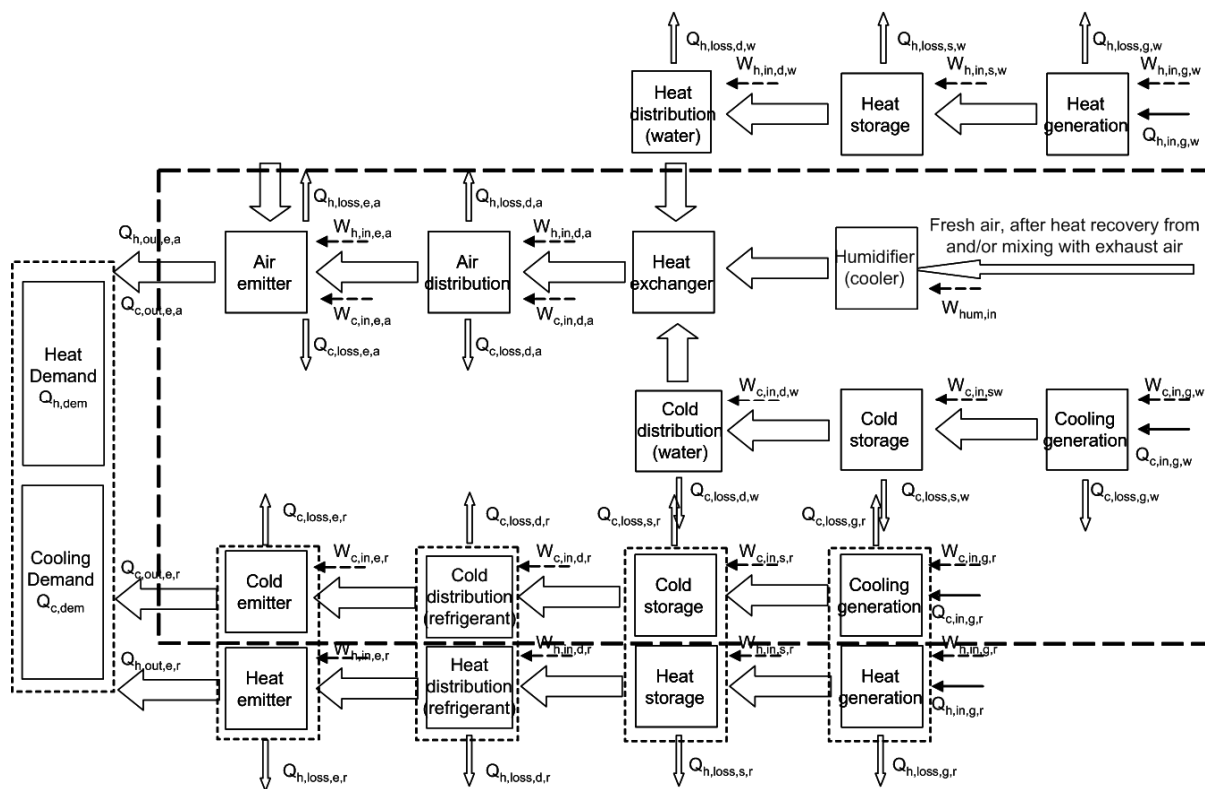 Q_h,loss,d,w
Q_h,loss,s,w
Q_h,loss,g,w
W_h,in,d,w
W_h,in,s,w
W_h,in,g,w
Heat
distribution
(water)
Heat
storage
Heat
generation
Q_h,in,g,w
Q_h,loss,e,a
Q_h,loss,d,a
Q_h,out,e,a
W_h,in,e,a
W_h,in,d,a
Fresh air, after heat recovery from
and/or mixing with exhaust air
Air
emitter
Air
distribution
Heat
exchanger
Humidifier
(cooler)
Q_c,out,e,a
W_c,in,e,a
W_c,in,d,a
W_hum,in
Q_c,loss,e,a
Q_c,loss,d,a
Heat
Demand
Q_h,dem
W_c,in,d,w
W_c,in,sw
W_c,in,g,w
Cold
distribution
(water)
Cold
storage
Cooling
generation
Q_c,in,g,w
Q_c,loss,d,w
Q_c,loss,s,w
Q_c,loss,g,w
Q_c,loss,e,r
Q_c,loss,d,r
Q_c,loss,s,r
Q_c,loss,g,r
Cooling
Demand
Q_c,dem
Q_c,out,e,r
W_c,in,e,r
W_c,in,d,r
W_c,in,s,r
W_c,in,g,r
Cold
emitter
Cold
distribution
(refrigerant)
Cold
storage
Cooling
generation
Q_c,in,g,r
Q_h,out,e,r
W_h,in,e,r
W_h,in,d,r
W_h,in,s,r
W_h,in,g,r
Heat
emitter
Heat
distribution
(refrigerant)
Heat
storage
Heat
generation
Q_h,in,g,r
Q_h,loss,e,r
Q_h,loss,d,r
Q_h,loss,s,r
Q_h,loss,g,r